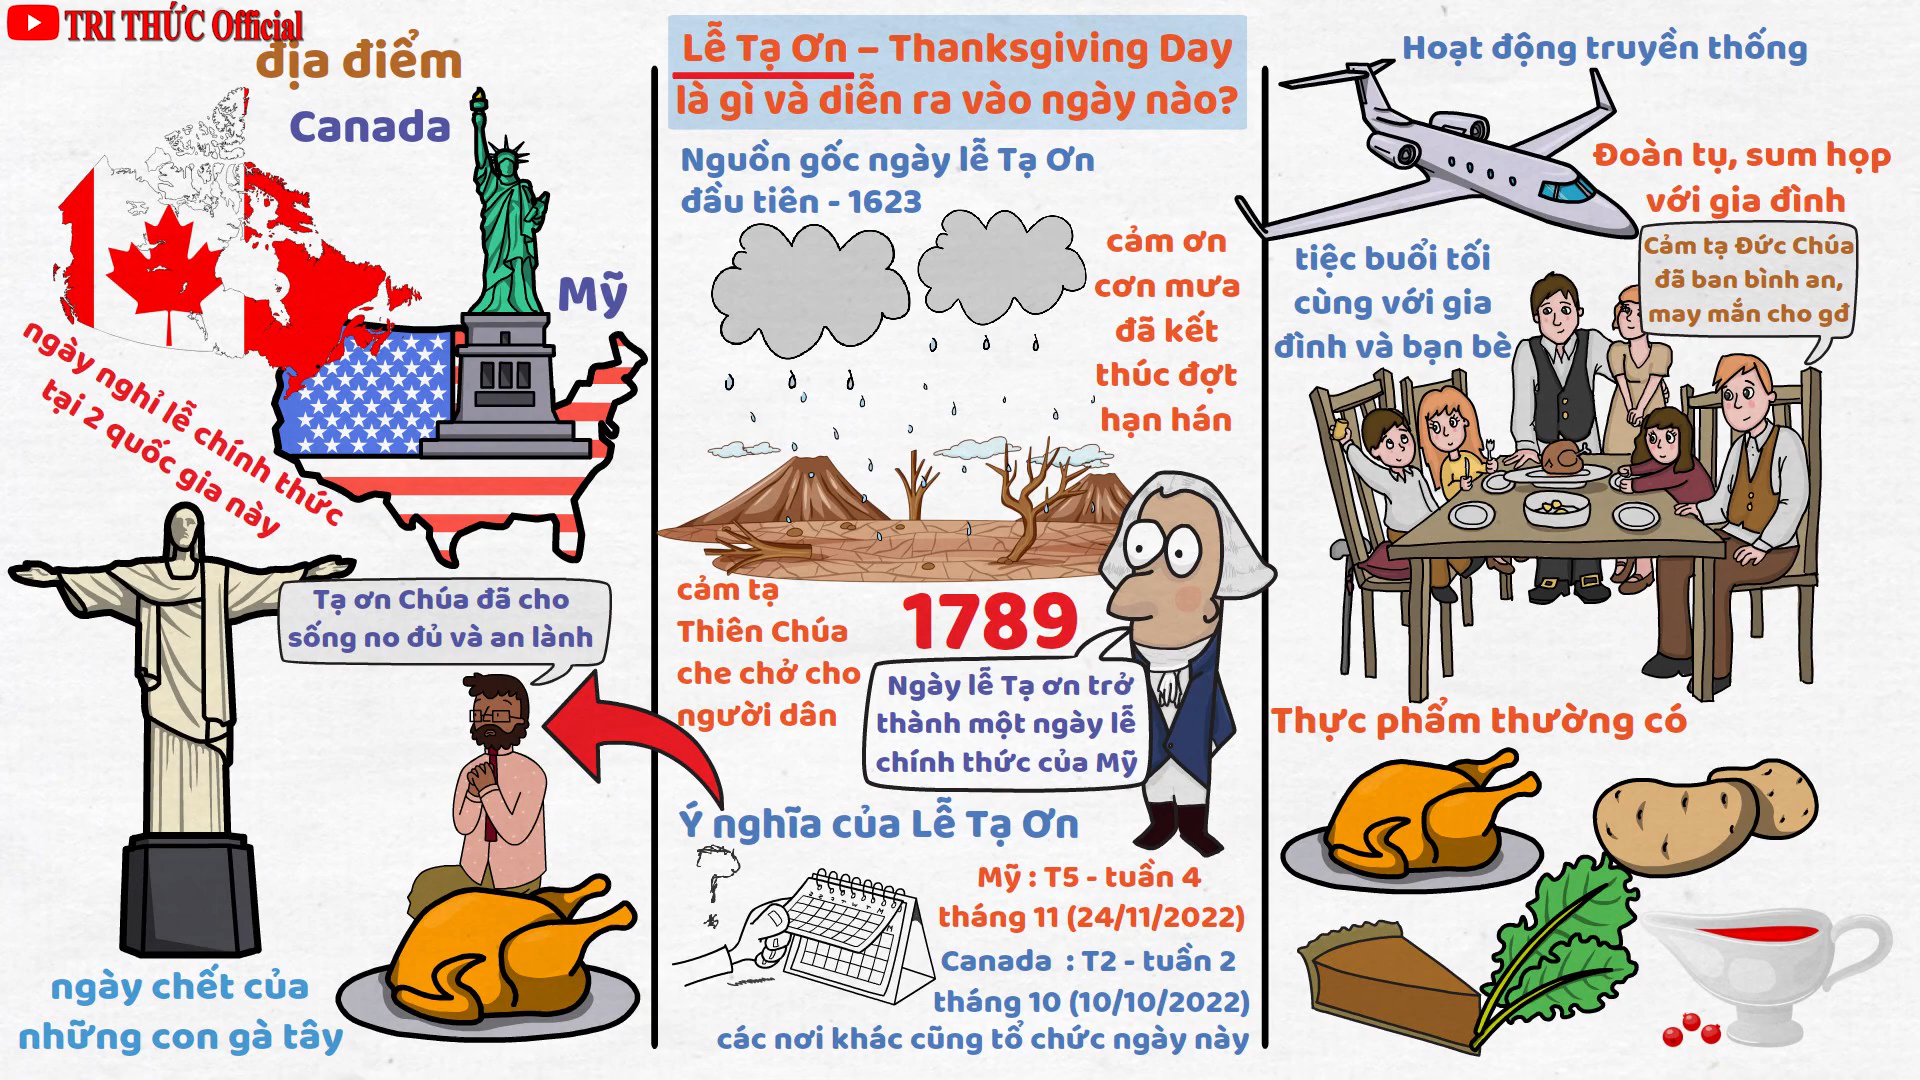 TRI THỨC Official
địa điểm
Canada
Mỹ
ngày nghỉ lễ chính thức
tại 2 quốc gia này
Tạ ơn Chúa đã cho
sống no đủ và an lành
ngày chết của
những con gà tây
Lễ Tạ Ơn – Thanksgiving Day
là gì và diễn ra vào ngày nào?
Nguồn gốc ngày lễ Tạ Ơn
đầu tiên - 1623
cảm ơn
cơn mưa
đã kết
thúc đợt
hạn hán
cảm tạ
Thiên Chúa
che chở cho
người dân
1789
Ngày lễ Tạ ơn trở
thành một ngày lễ
chính thức của Mỹ
Ý nghĩa của Lễ Tạ Ơn
Mỹ : T5 - tuần 4
tháng 11 (24/11/2022)
Canada : T2 - tuần 2
tháng 10 (10/10/2022)
các nơi khác cũng tổ chức ngày này
Hoạt động truyền thống
Đoàn tụ, sum họp
với gia đình
Cảm tạ Đức Chúa
đã ban bình an,
may mắn cho gđ
tiệc buổi tối
cùng với gia
đình và bạn bè
Thực phẩm thường có